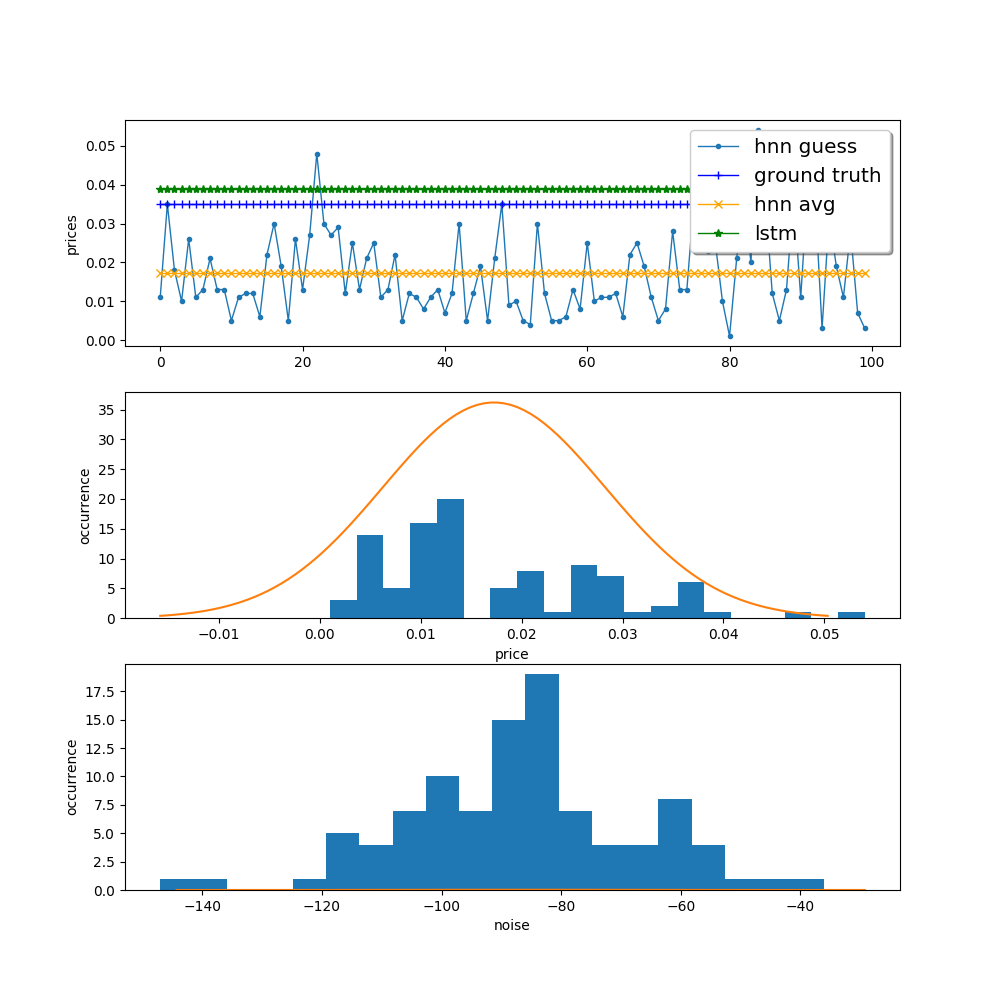 0.05
0.04
0.03
0.02
0.01
0.00
prices
hnn guess
ground truth
hnn avg
lstm
0 20 40 60 80 100
35
30
25
20
15
10
5
0
occurrence
−0.01 0.00 0.01 0.02 0.03 0.04 0.05
price
17.5
15.0
12.5
10.0
7.5
5.0
2.5
0.0
occurrence
−140 −120 −100 −80 −60 −40
noise